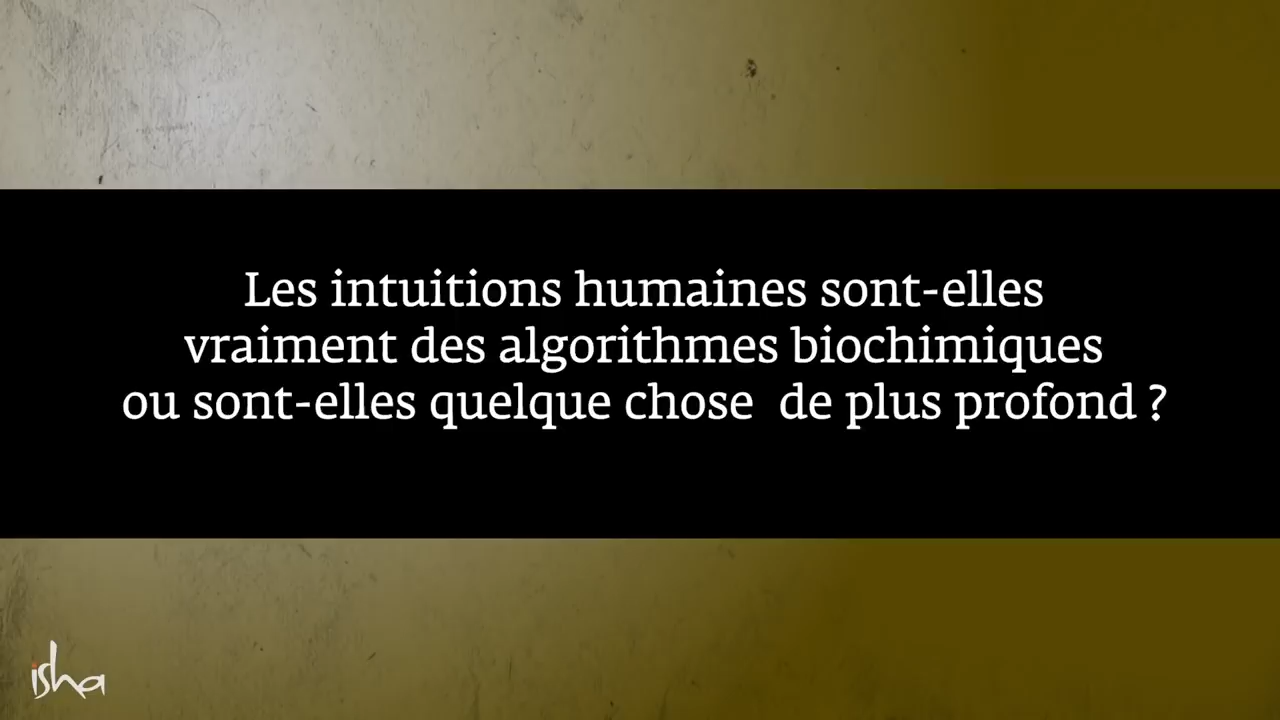 Les intuitions humaines sont-elles
vraiment des algorithmes biochimiques
ou sont-elles quelque chose  de plus profond ?
isha